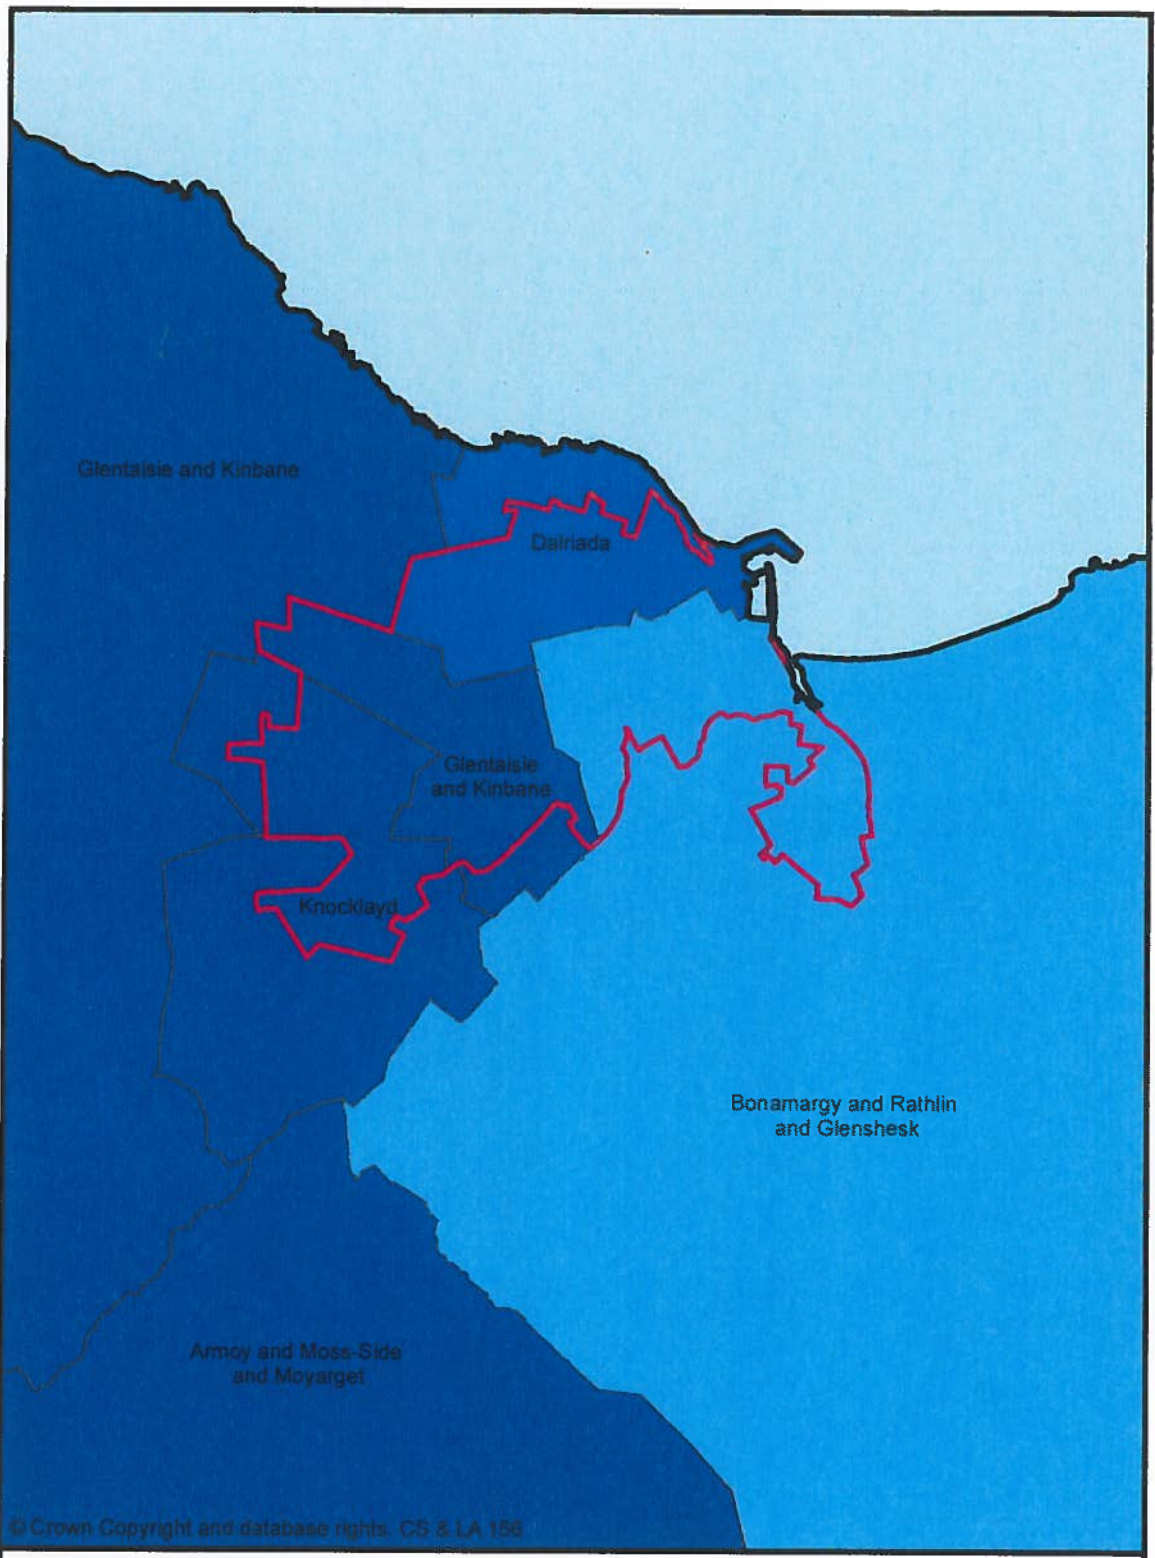 Glentaisie and Kinbane
Dalriada
Glentaisie
and Kinbane
Knocklayd
Bonamargy and Rathlin
and Glenshesk
Armoy and Moss-Side
and Moyarget
© Crown Copyright and database rights. CS & LA 156